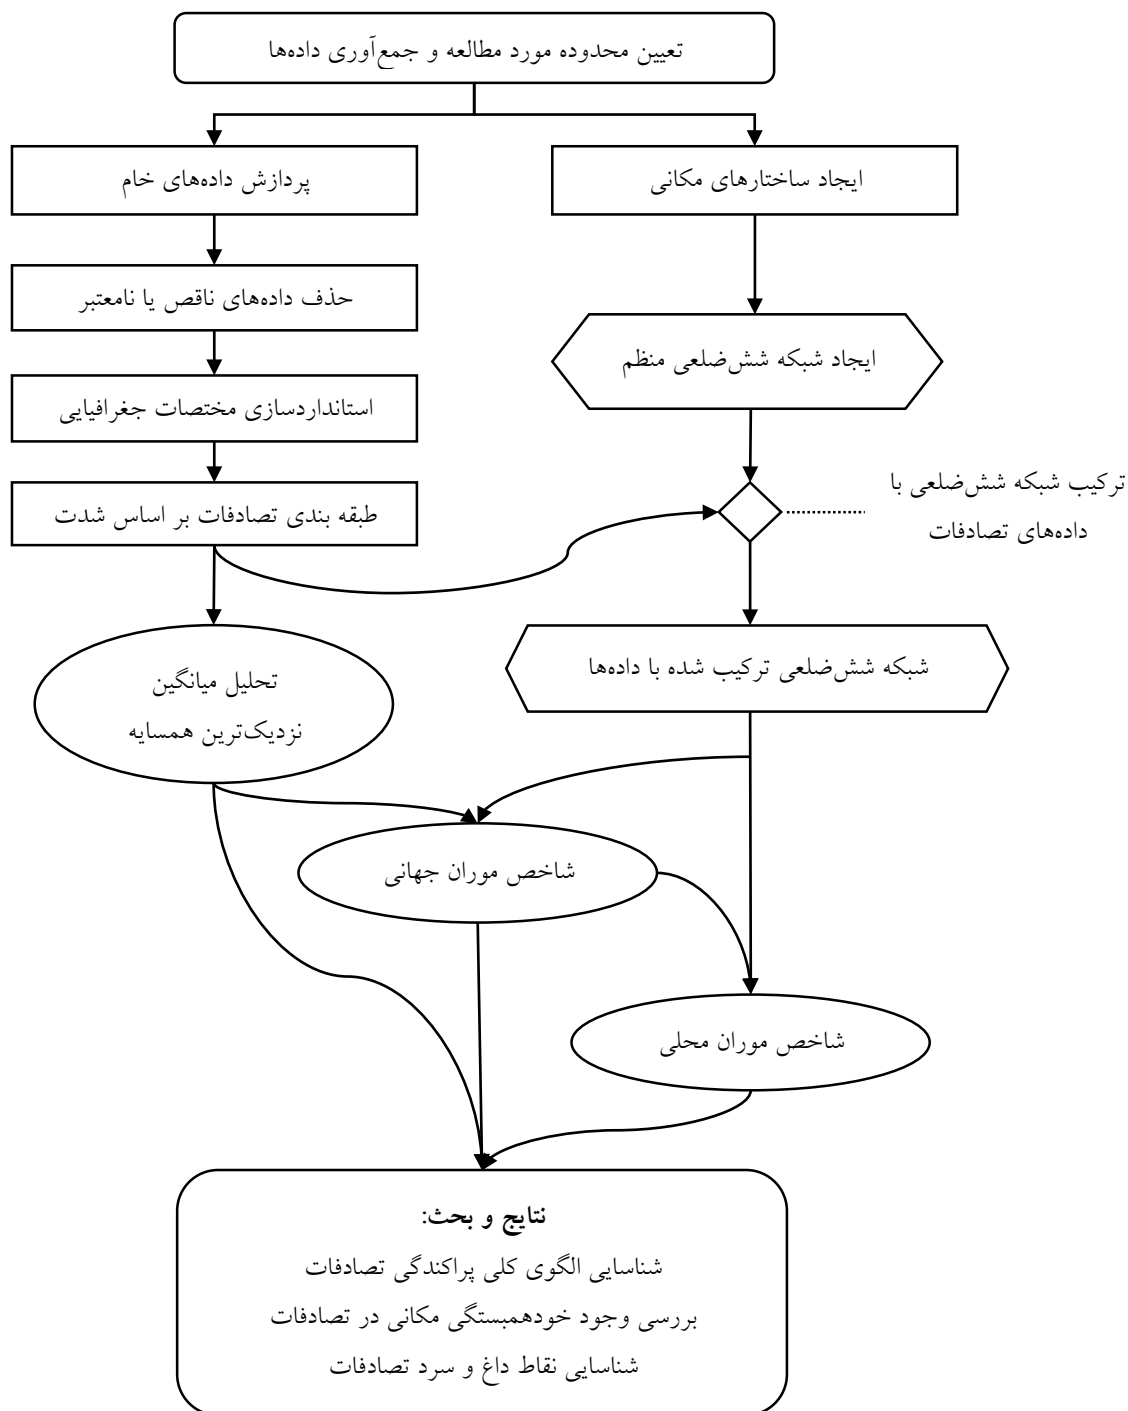 تعیین محدوده مورد مطالعه و جمع‌آوری داده‌ها
ایجاد ساختارهای مکانی
پردازش داده‌های خام
حذف داده‌های ناقص یا نامعتبر
ایجاد شبکه شش‌ضلعی منظم
استانداردسازی مختصات جغرافیایی
ترکیب شبکه شش‌ضلعی با
داده‌های تصادفات
طبقه بندی تصادفات بر اساس شدت
شبکه شش‌ضلعی ترکیب شده با داده‌ها
تحلیل میانگین
نزدیک‌ترین همسایه
شاخص موران جهانی
شاخص موران محلی
نتایج و بحث:
شناسایی الگوی کلی پراکندگی تصادفات
بررسی وجود خودهمبستگی مکانی در تصادفات
شناسایی نقاط داغ و سرد تصادفات